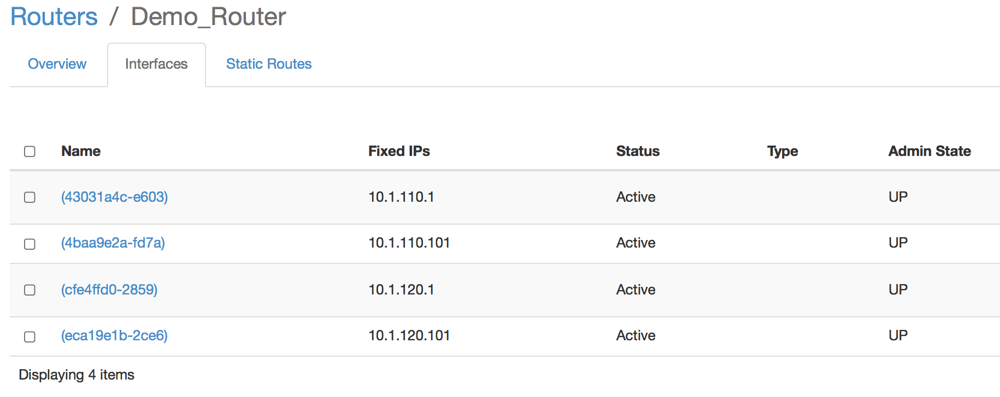 Routers / Demo_Router
Overview Interfaces Static Routes
Name Fixed IPs Status Type Admin State
(43031a4c-e603) 10.1.110.1 Active UP
(4baa9e2a-fd7a) 10.1.110.101 Active UP
(cfe4ffd0-2859) 10.1.120.1 Active UP
(eca19e1b-2ce6) 10.1.120.101 Active UP
Displaying 4 items